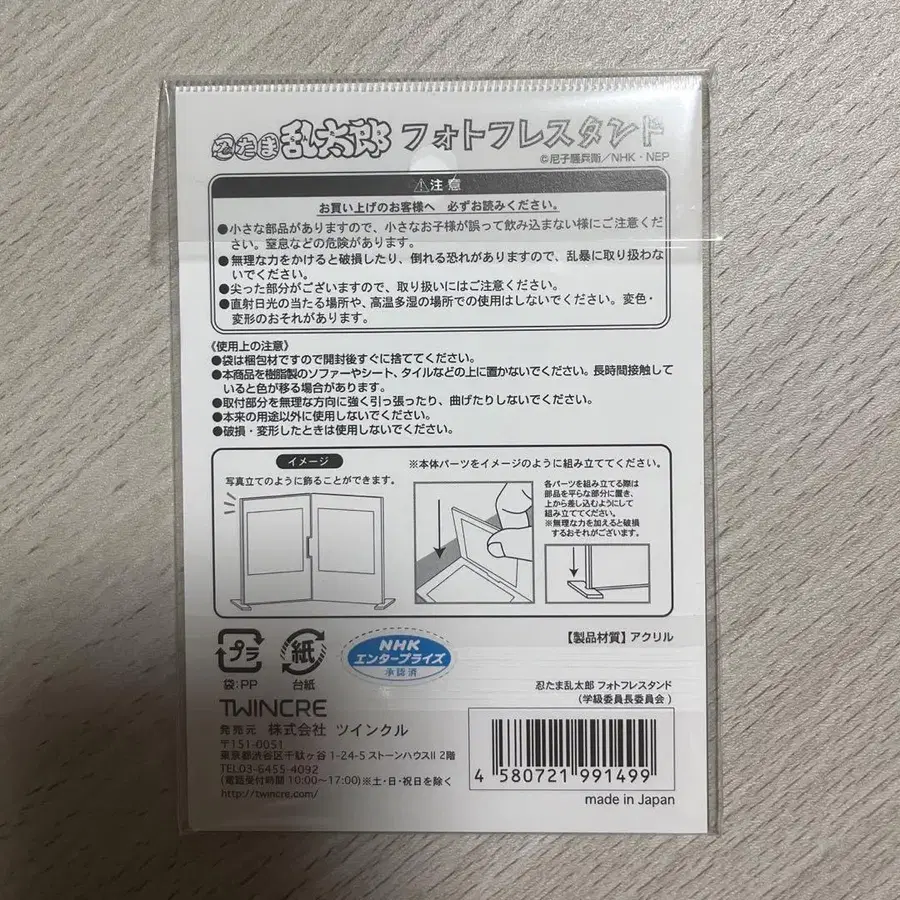 忍たま乱太郎 フォトフレスタンド
©尼子騒兵衛/NHK・NEP
⚠注意
お買い上げのお客様へ 必ずお読みください。
●小さな部品がありますので、小さなお子様が誤って飲み込まない様にご注意くだ
さい。窒息などの危険があります。
●無理な力をかけると破損したり、倒れる恐れがありますので、乱暴に取り扱わな
いでください。
●尖った部分がございますので、取り扱いにはご注意ください。
●直射日光の当たる場所や、高温多湿の場所での使用はしないでください。変色・
変形のおそれがあります。
《使用上の注意》
●袋は梱包材ですので開封後すぐに捨ててください。
●本商品を樹脂製のソファーやシート、タイルなどの上に置かないでください。長時間接触して
いると色が移る場合があります。
●取付部分を無理な方向に強く引っ張ったり、曲げたりしないでください。
●本来の用途以外に使用しないでください。
●破損・変形したときは使用しないでください。
イメージ
写真立てのように飾ることができます。
※本体パーツをイメージのように組み立ててください。
各パーツを組み立てる際は
部品を平らな部分に置き、
上から差し込むようにして
組み立ててください。
※無理な力を加えると破損
するおそれがございます。
プラ
袋:PP
紙
台紙
NHK
エンタープライズ
承認済
【製品材質】アクリル
忍たま乱太郎 フォトフレスタンド
(学級委員長委員会)
TWINCRE
発売元 株式会社 ツインクル
〒151-0051
東京都渋谷区千駄ヶ谷 1-24-5 ストーンハウスII 2階
TEL03-6455-4092
(電話受付時間 10:00~17:00)※土・日・祝日を除く
http://twincre.com/
4 580721 991499
made in Japan